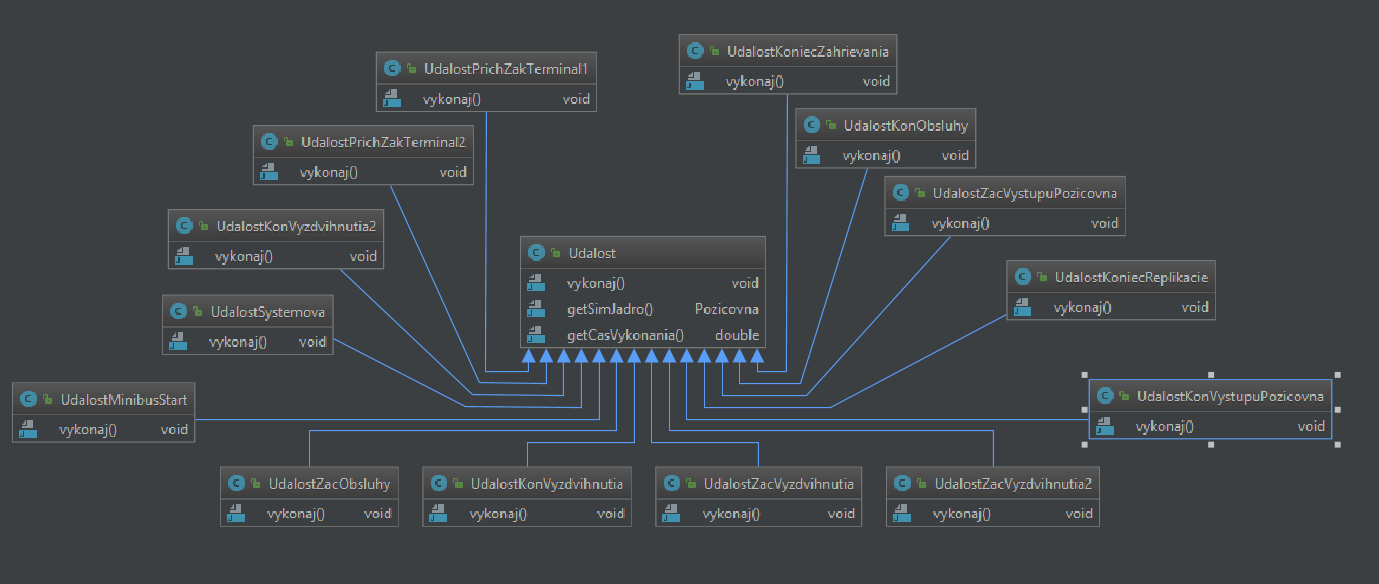 UdalostKoniecZahrievania
vykonaj() void
UdalostPrichZakTerminal1
vykonaj() void
UdalostKonObsluhy
vykonaj() void
UdalostPrichZakTerminal2
vykonaj() void
UdalostZacVystupuPozicovna
vykonaj() void
UdalostKonVyzdvihnutia2
vykonaj() void
Udalost
vykonaj() void
getSimJadro() Pozicovna
getCasVykonania() double
UdalostKoniecReplikacie
vykonaj() void
UdalostSystemova
vykonaj() void
UdalostMinibusStart
vykonaj() void
UdalostKonVystupuPozicovna
vykonaj() void
UdalostZacObsluhy
vykonaj() void
UdalostKonVyzdvihnutia
vykonaj() void
UdalostZacVyzdvihnutia
vykonaj() void
UdalostZacVyzdvihnutia2
vykonaj() void